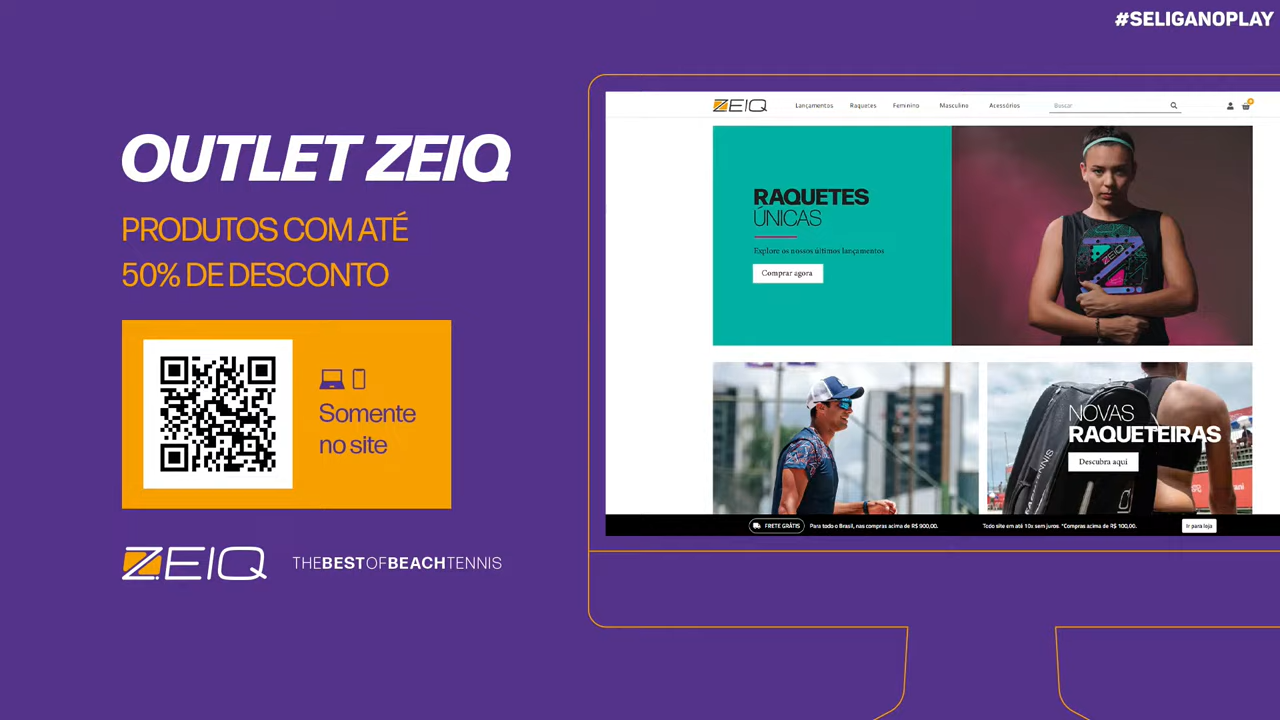 #SELIGANOPLAY
OUTLET ZEIQ
PRODUTOS COM ATÉ
50% DE DESCONTO
Somente
no site
ZEIQ
THEBESTOFBEACHTENNIS
ZEIQ
Lançamentos
Raquetes
Feminino
Masculino
Acessórios
Buscar
RAQUETES
ÚNICAS
Explore os nossos últimos lançamentos
Comprar agora
ZEIQ
NOVAS
RAQUETEIRAS
Descubra aqui
FRETE GRÁTIS
Para todo o Brasil, nas compras acima de R$ 900,00.
Todo site em até 10x sem juros. *Compras acima de R$ 100,00.
Ir para loja